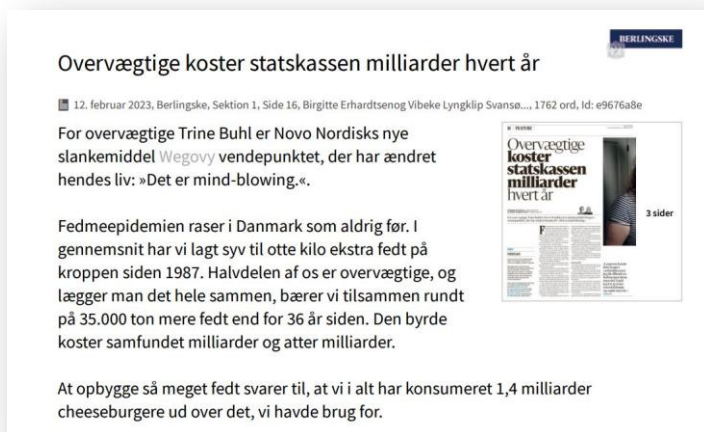 BERLINGSKE
Overvægtige koster statskassen milliarder hvert år
12. februar 2023, Berlingske, Sektion 1, Side 16, Birgitte Erhardtsenog Vibeke Lyngklip Svansø..., 1762 ord, Id: e9676a8e
For overvægtige Trine Buhl er Novo Nordisks nye
slankemiddel Wegovy vendepunktet, der har ændret
hendes liv: »Det er mind-blowing.«.
Overvægtige
koster
statskassen
milliarder
hvert år
3 sider
Fedmeepidemien raser i Danmark som aldrig før. I
gennemsnit har vi lagt syv til otte kilo ekstra fedt på
kroppen siden 1987. Halvdelen af os er overvægtige, og
lægger man det hele sammen, bærer vi tilsammen rundt
på 35.000 ton mere fedt end for 36 år siden. Den byrde
koster samfundet milliarder og atter milliarder.
At opbygge så meget fedt svarer til, at vi i alt har konsumeret 1,4 milliarder
cheeseburgere ud over det, vi havde brug for.